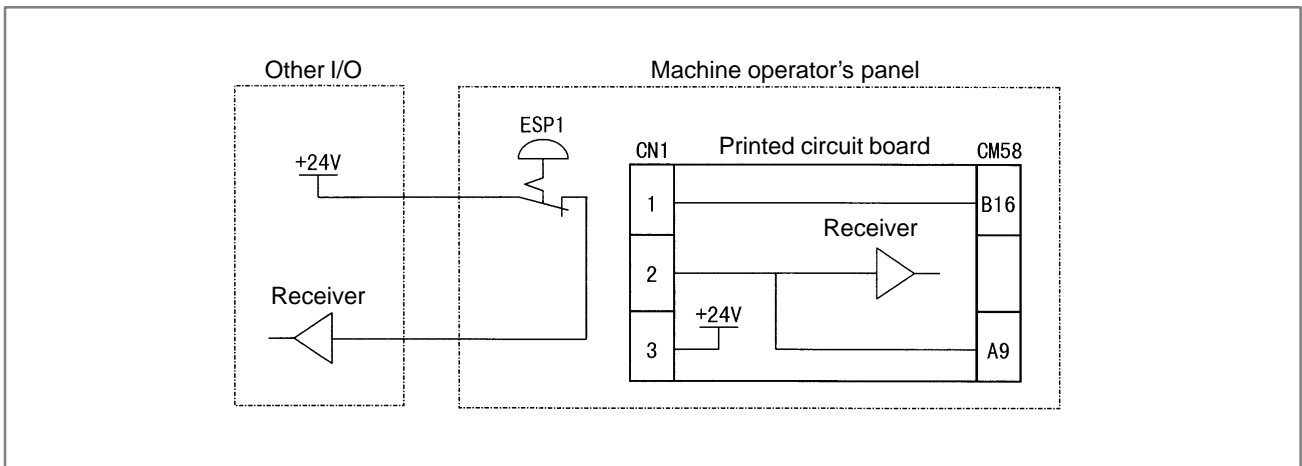 Other I/O
Machine operator's panel
ESP1
+24V
CN1
Printed circuit board
CM58
1
B16
Receiver
2
Receiver
+24V
3
A9